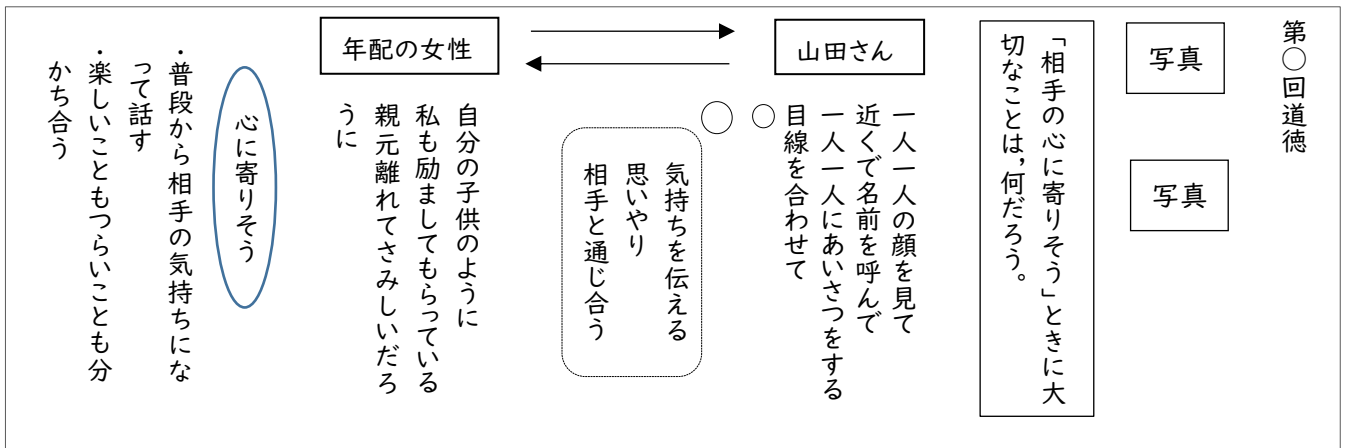 第○回道徳
写真
写真
「相手の心に寄りそう」ときに大
切なことは,何だろう。
山田さん
一人一人の顔を見て
近くで名前を呼んで
一人一人にあいさつをする
目線を合わせて
気持ちを伝える
思いやり
相手と通じ合う
年配の女性
自分の子供のように
私も励ましてもらっている
親元離れてさみしいだろ
うに
心に寄りそう
・普段から相手の気持ちにな
って話す
・楽しいこともつらいことも分
かち合う